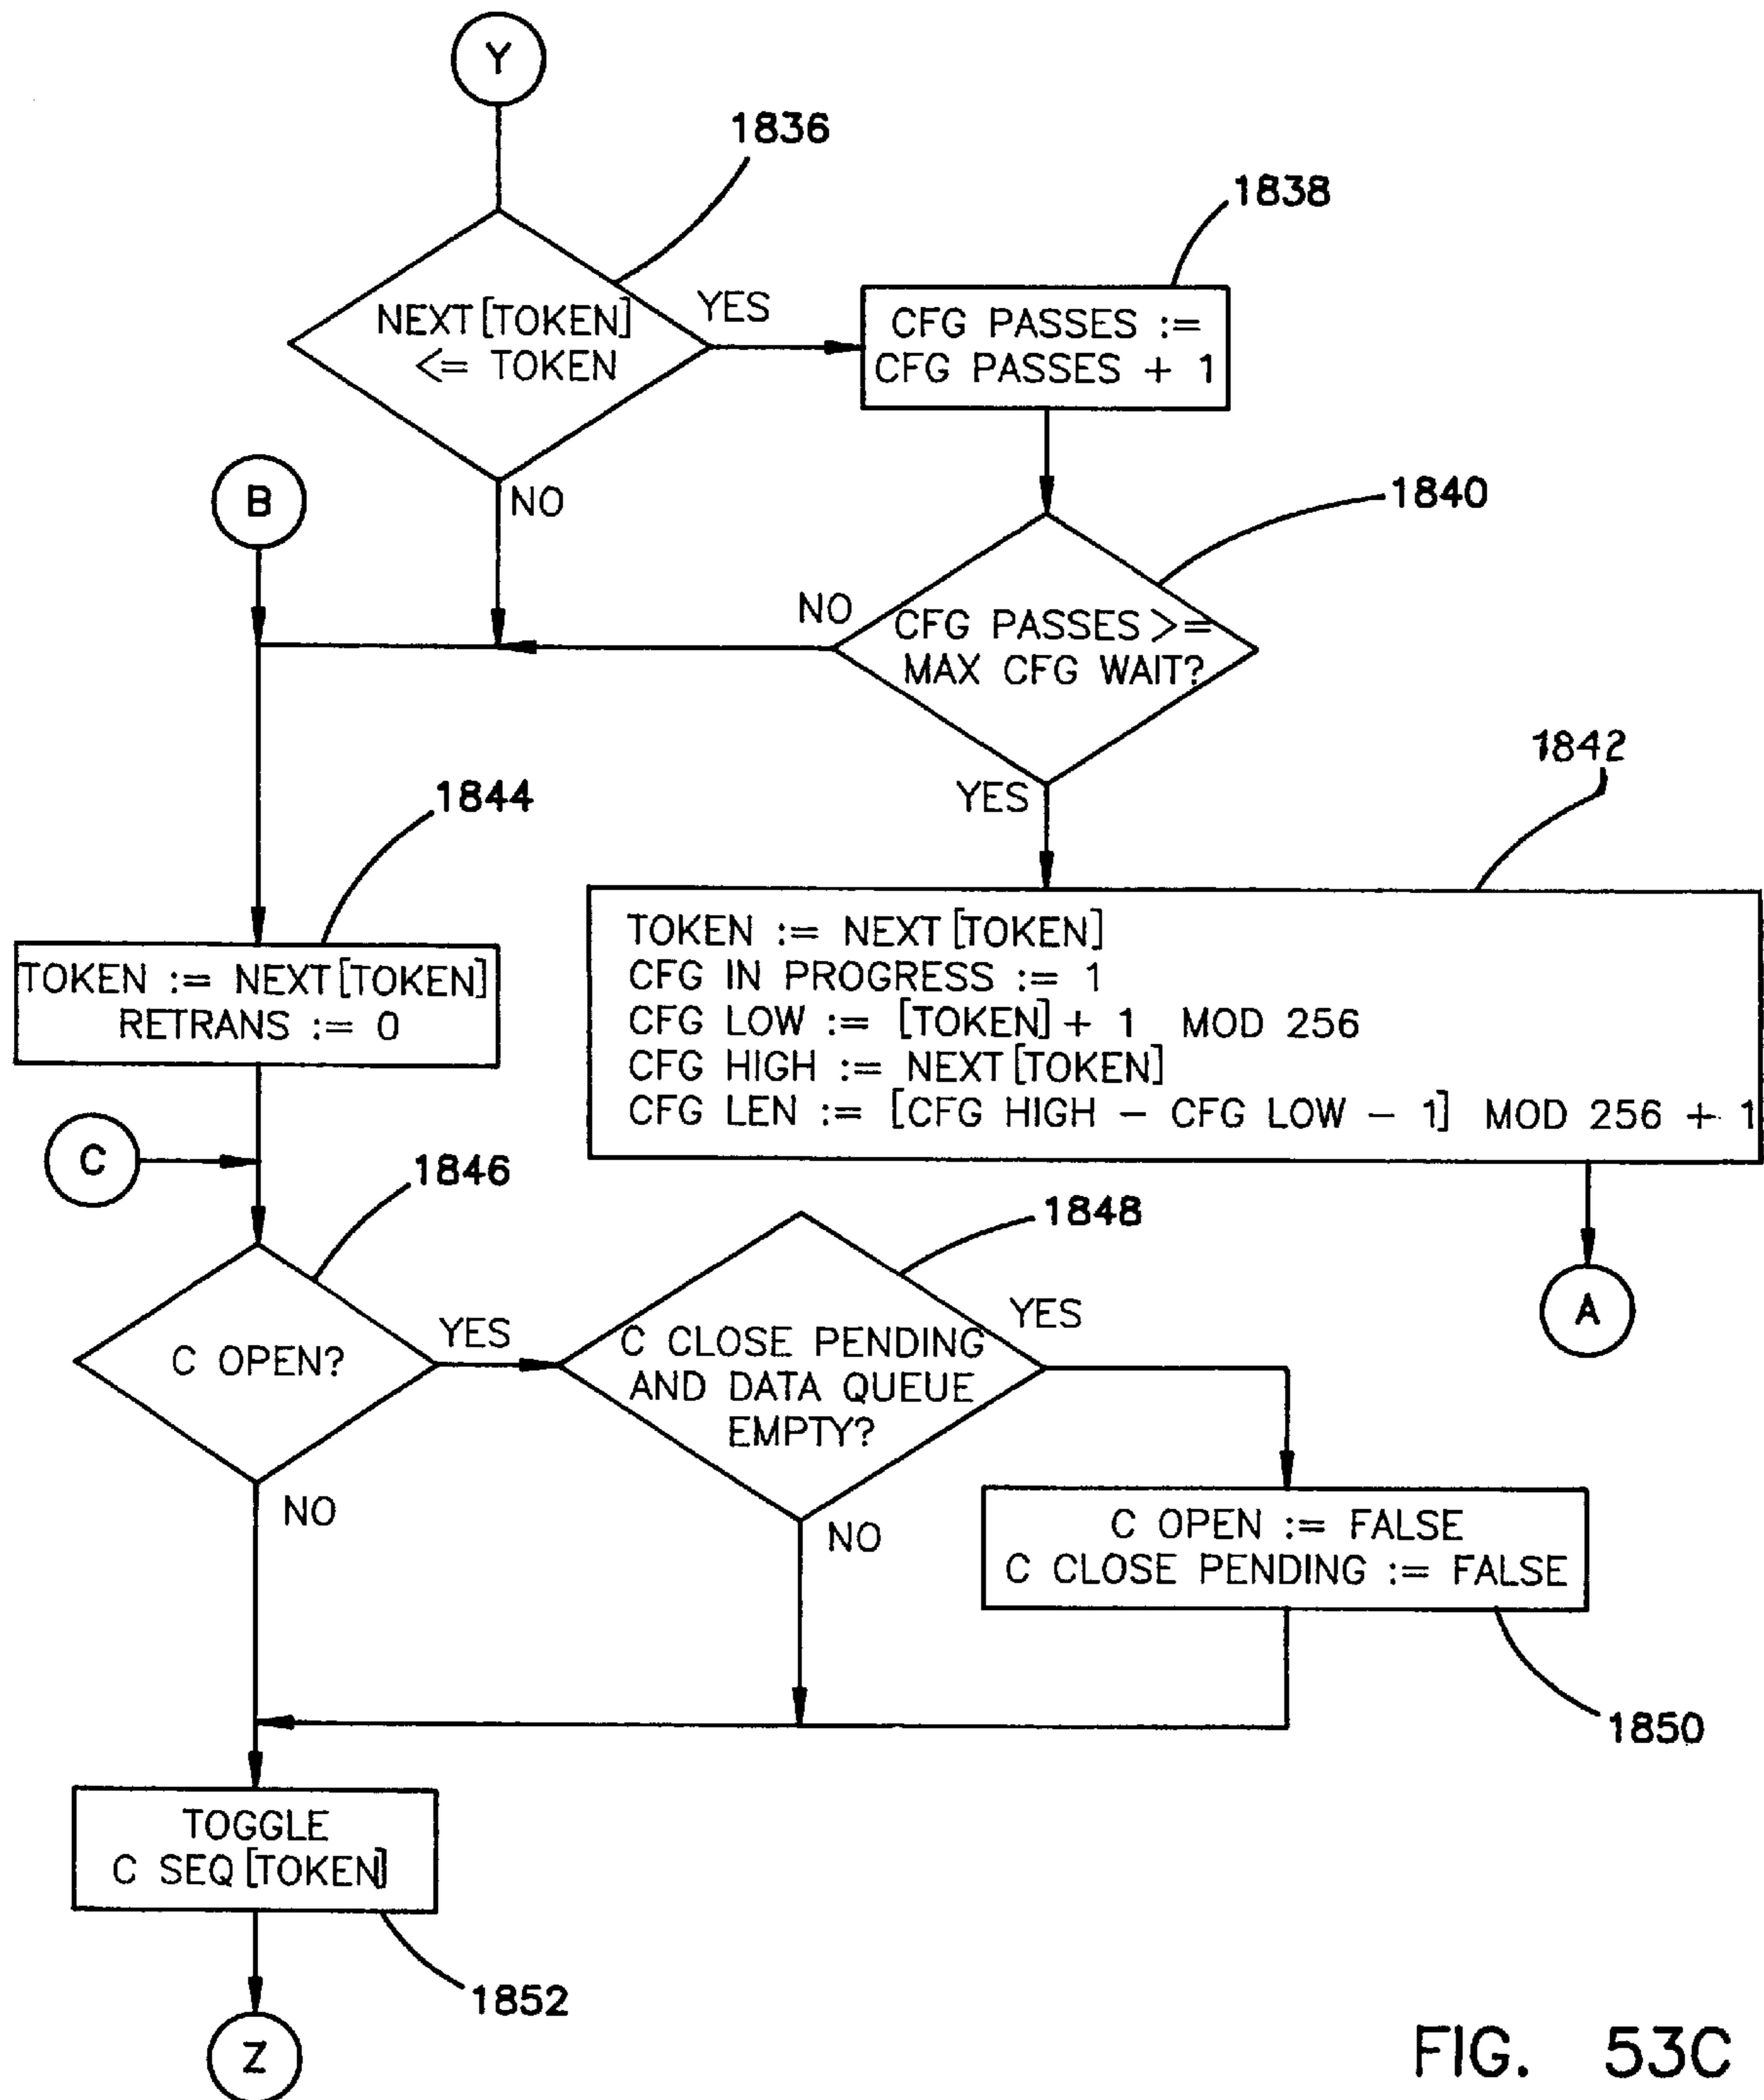 Y
1836
1838
NEXT[TOKEN]
<= TOKEN
YES
CFG PASSES :=
CFG PASSES + 1
NO
B
1840
NO
CFG PASSES >=
MAX CFG WAIT?
YES
1842
1844
TOKEN := NEXT[TOKEN]
RETRANS := 0
TOKEN := NEXT[TOKEN]
CFG IN PROGRESS := 1
CFG LOW := [TOKEN] + 1 MOD 256
CFG HIGH := NEXT[TOKEN]
CFG LEN := [CFG HIGH – CFG LOW – 1] MOD 256 + 1
C
1846
1848
A
C OPEN?
YES
C CLOSE PENDING
AND DATA QUEUE
EMPTY?
YES
NO
NO
C OPEN := FALSE
C CLOSE PENDING := FALSE
1850
TOGGLE
C SEQ[TOKEN]
1852
Z
FIG. 53C